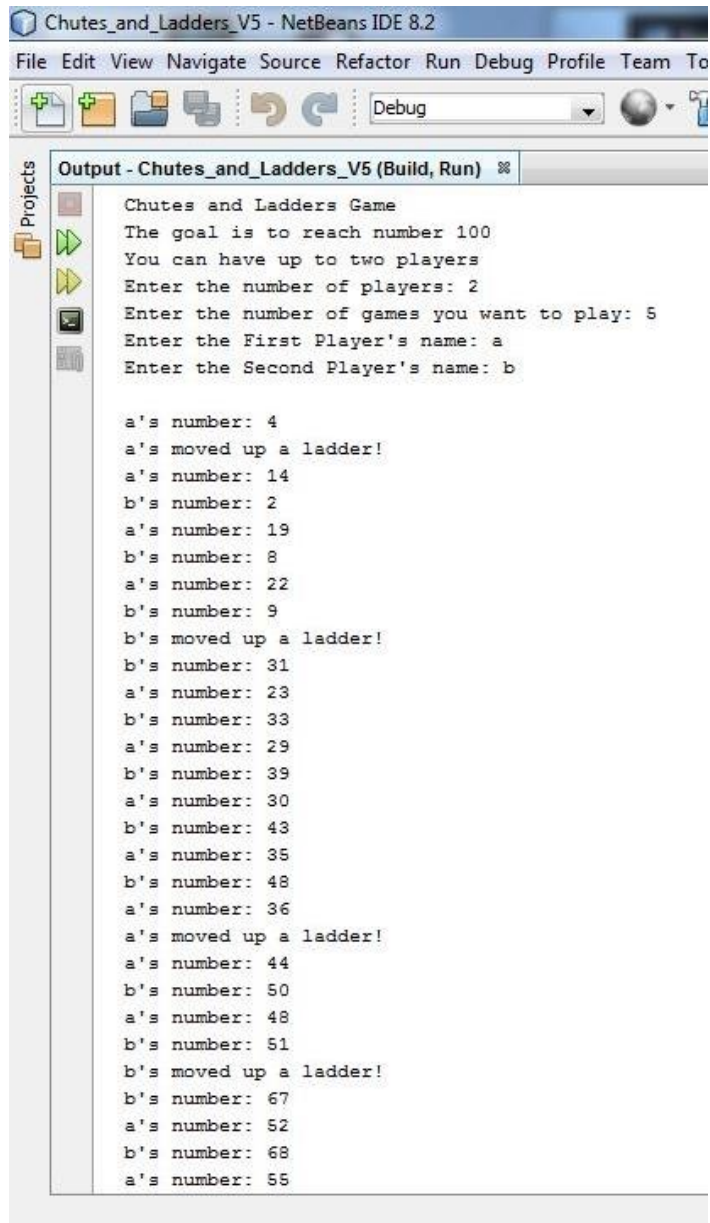 Chutes_and_Ladders_V5 - NetBeans IDE 8.2
File Edit View Navigate Source Refactor Run Debug Profile Team To
Debug
Projects
Output - Chutes_and_Ladders_V5 (Build, Run)
Chutes and Ladders Game
The goal is to reach number 100
You can have up to two players
Enter the number of players: 2
Enter the number of games you want to play: 5
Enter the First Player's name: a
Enter the Second Player's name: b
a's number: 4
a's moved up a ladder!
a's number: 14
b's number: 2
a's number: 19
b's number: 8
a's number: 22
b's number: 9
b's moved up a ladder!
b's number: 31
a's number: 23
b's number: 33
a's number: 29
b's number: 39
a's number: 30
b's number: 43
a's number: 35
b's number: 48
a's number: 36
a's moved up a ladder!
a's number: 44
b's number: 50
a's number: 48
b's number: 51
b's moved up a ladder!
b's number: 67
a's number: 52
b's number: 68
a's number: 55